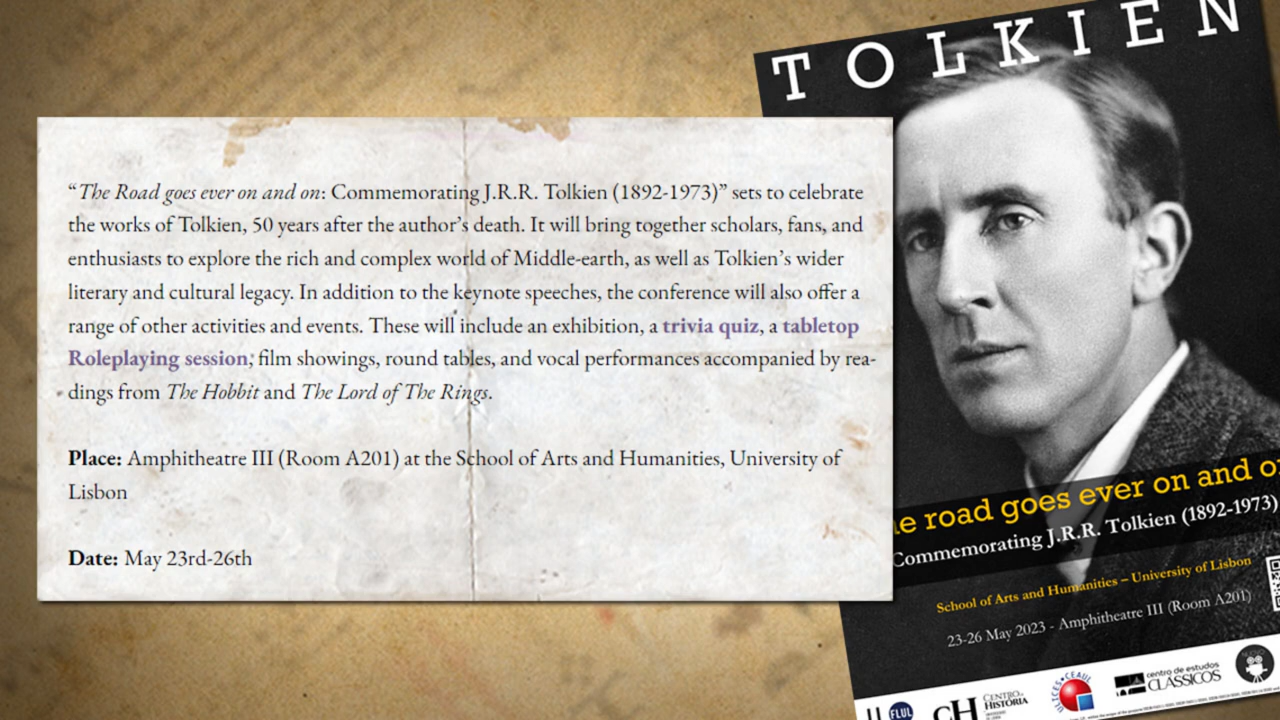 TOLKIEN
“The Road goes ever on and on: Commemorating J.R.R. Tolkien (1892-1973)” sets to celebrate
the works of Tolkien, 50 years after the author’s death. It will bring together scholars, fans, and
enthusiasts to explore the rich and complex world of Middle-earth, as well as Tolkien’s wider
literary and cultural legacy. In addition to the keynote speeches, the conference will also offer a
range of other activities and events. These will include an exhibition, a trivia quiz, a tabletop
Roleplaying session, film showings, round tables, and vocal performances accompanied by rea-
dings from The Hobbit and The Lord of The Rings.
Place: Amphitheatre III (Room A201) at the School of Arts and Humanities, University of
Lisbon
Date: May 23rd-26th
e road goes ever on and o
Commemorating J.R.R. Tolkien (1892-1973)
School of Arts and Humanities – University of Lisbon
23-26 May 2023 - Amphitheatre III (Room A201)
FLUL
CH
CENTRO DE
HISTORIA
ULICES•CEAUL
centro de estudos
CLÁSSICOS